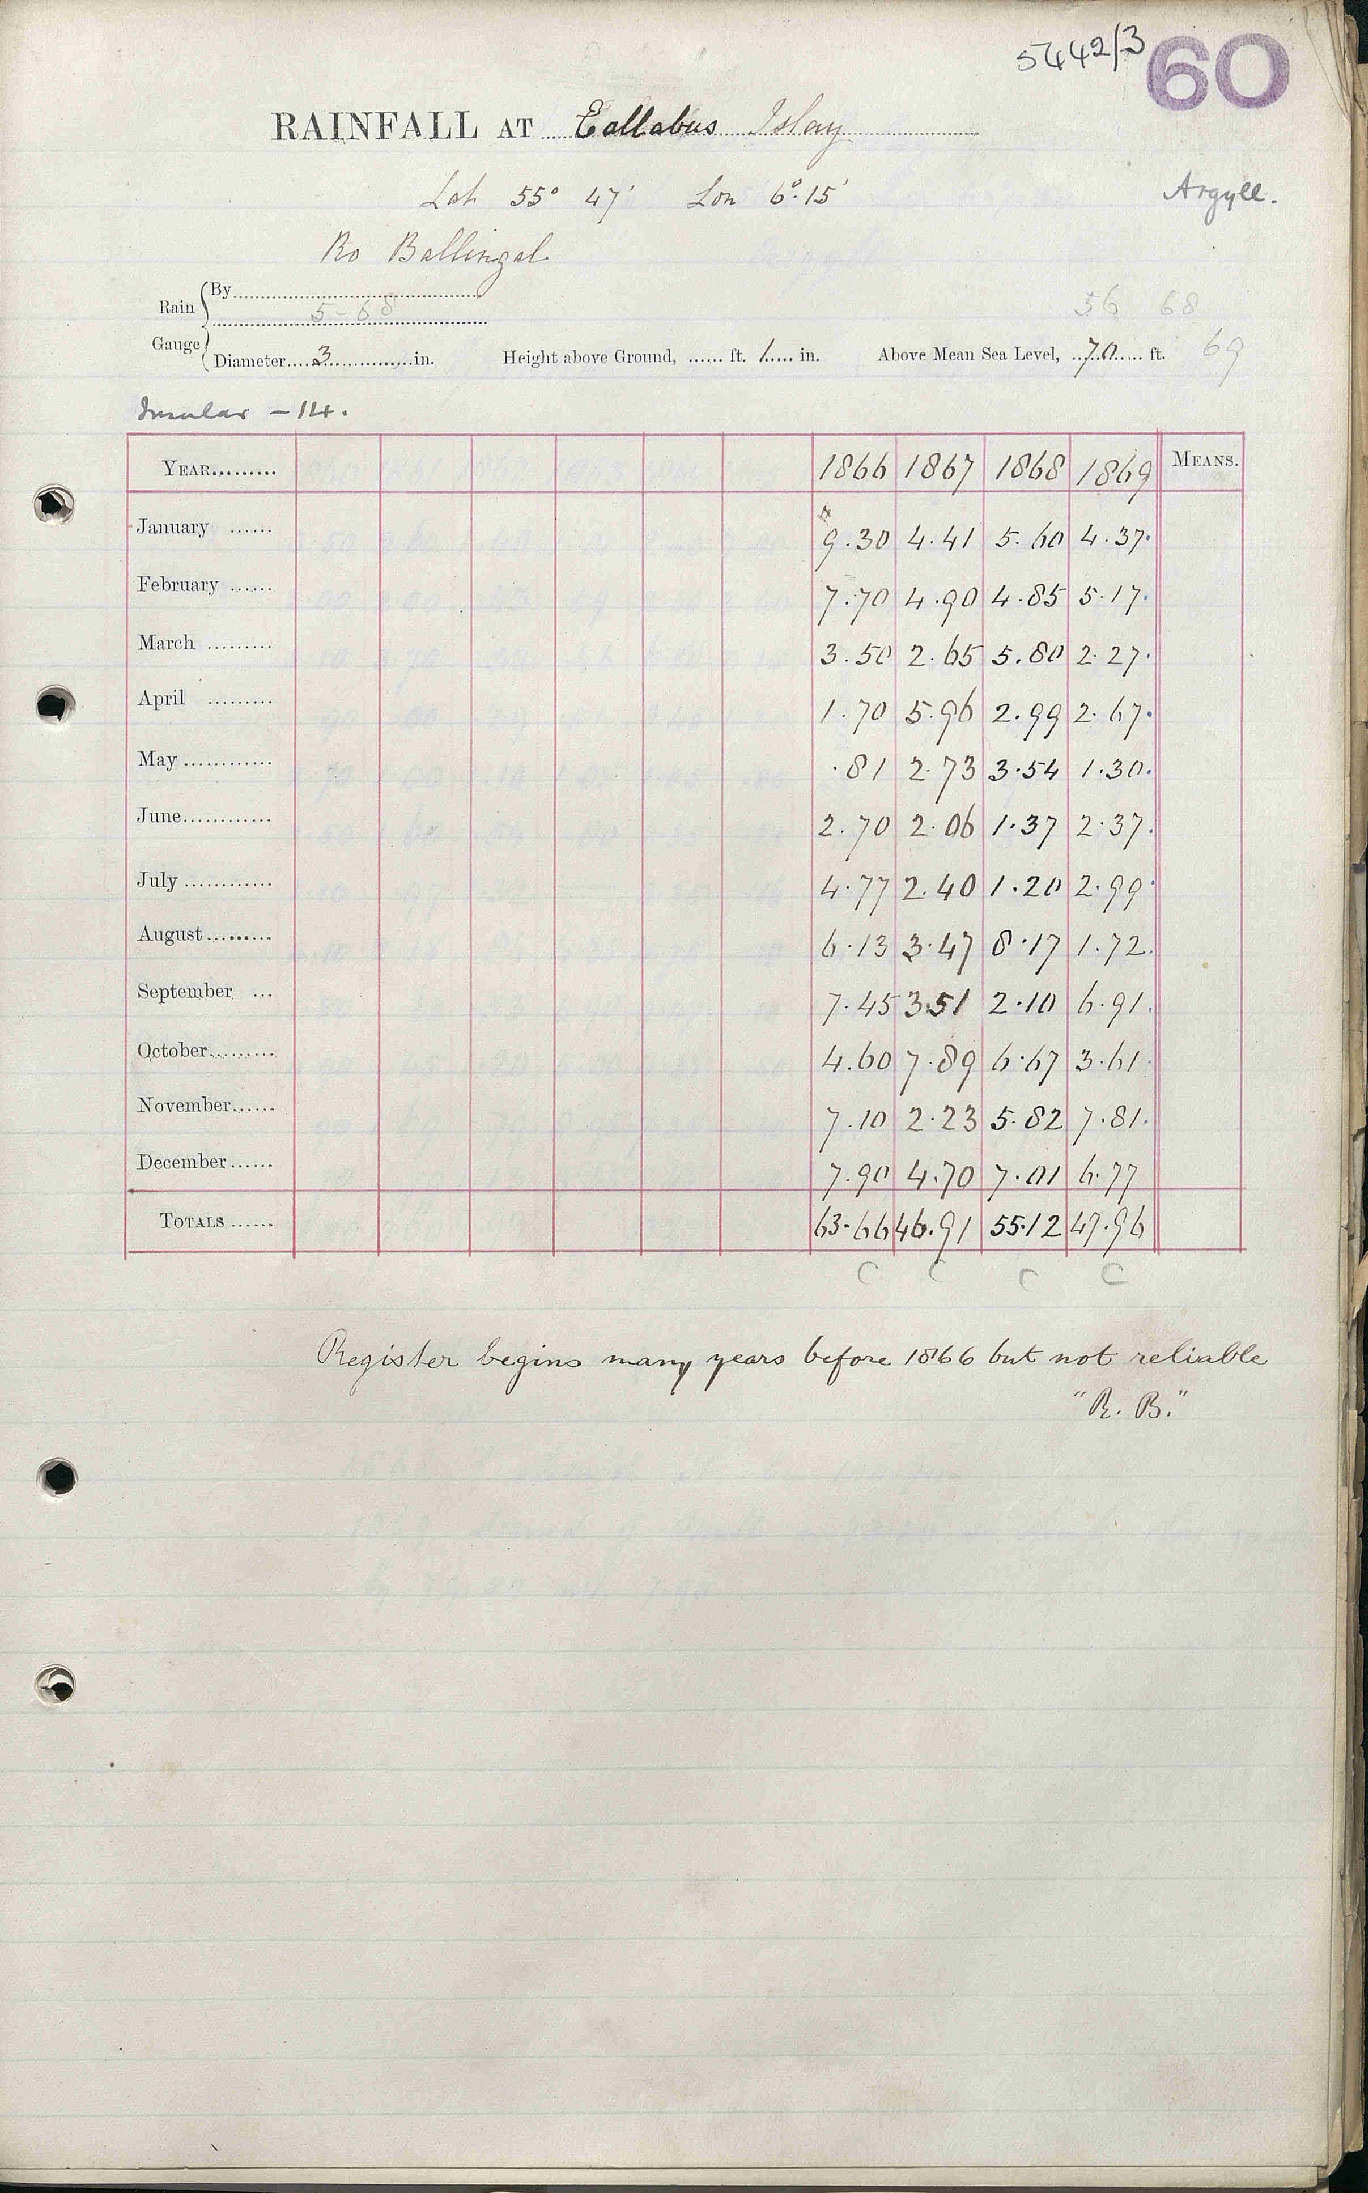 5442/3 60
RAINFALL AT Eallabus Islay
Lat 55° 47' Lon 6° 15' Argyll.
Ro Ballingal
Rain Gauge
By
5-68 56 68
Diameter 3 in. Height above Ground, ft. 1 in. Above Mean Sea Level, 70 ft. 69
Insular - 14.
YEAR 1866 1867 1868 1869 MEANS.
January 9.30 4.41 5.60 4.37
February 7.70 4.90 4.85 5.17
March 3.50 2.65 5.80 2.27
April 1.70 5.96 2.99 2.67
May .81 2.73 3.54 1.30
June 2.70 2.06 1.37 2.37
July 4.77 2.40 1.20 2.99
August 6.13 3.47 8.17 1.72
September 7.45 3.51 2.10 6.91
October 4.60 7.89 6.67 3.61
November 7.10 2.23 5.82 7.81
December 7.90 4.70 7.01 6.77
TOTALS 63.66 46.91 55.12 47.96
C C C C
Register begins many years before 1866 but not reliable
"R. B."